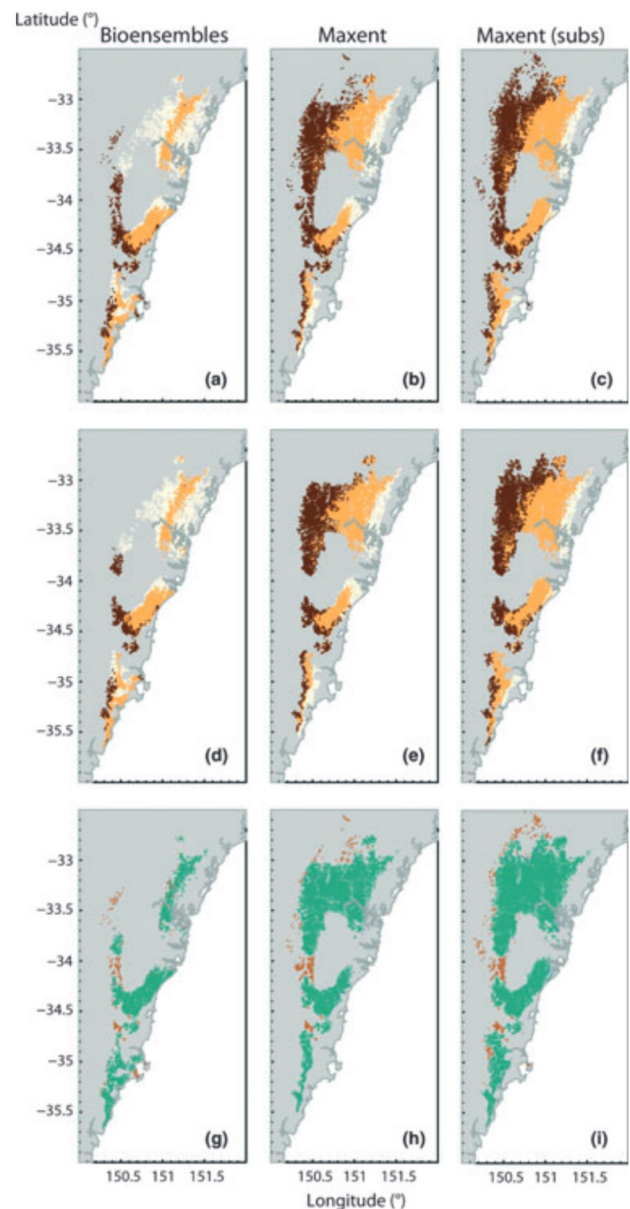 Latitude (°)
Bioensembles Maxent Maxent (subs)
−33
−33.5
−34
−34.5
−35
−35.5
(a) (b) (c)
−33
−33.5
−34
−34.5
−35
−35.5
(d) (e) (f)
−33
−33.5
−34
−34.5
−35
−35.5
(g) (h) (i)
150.5 151 151.5 150.5 151 151.5 150.5 151 151.5
Longitude (°)